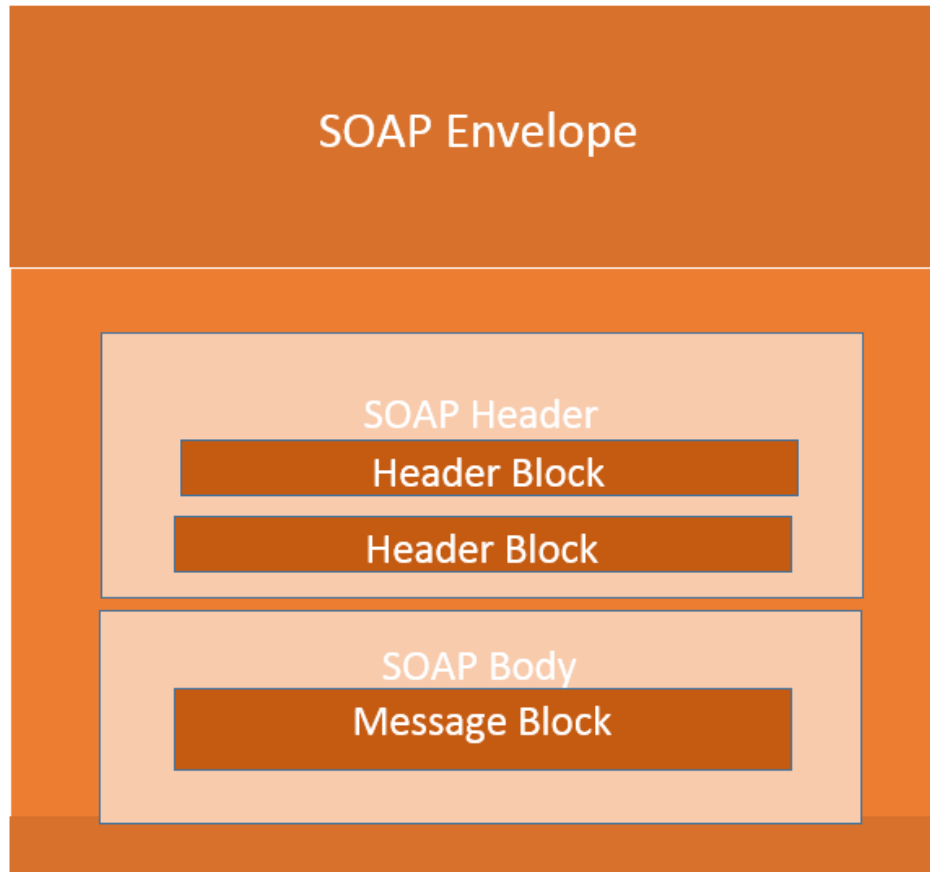 SOAP Envelope
SOAP Header
Header Block
Header Block
SOAP Body
Message Block